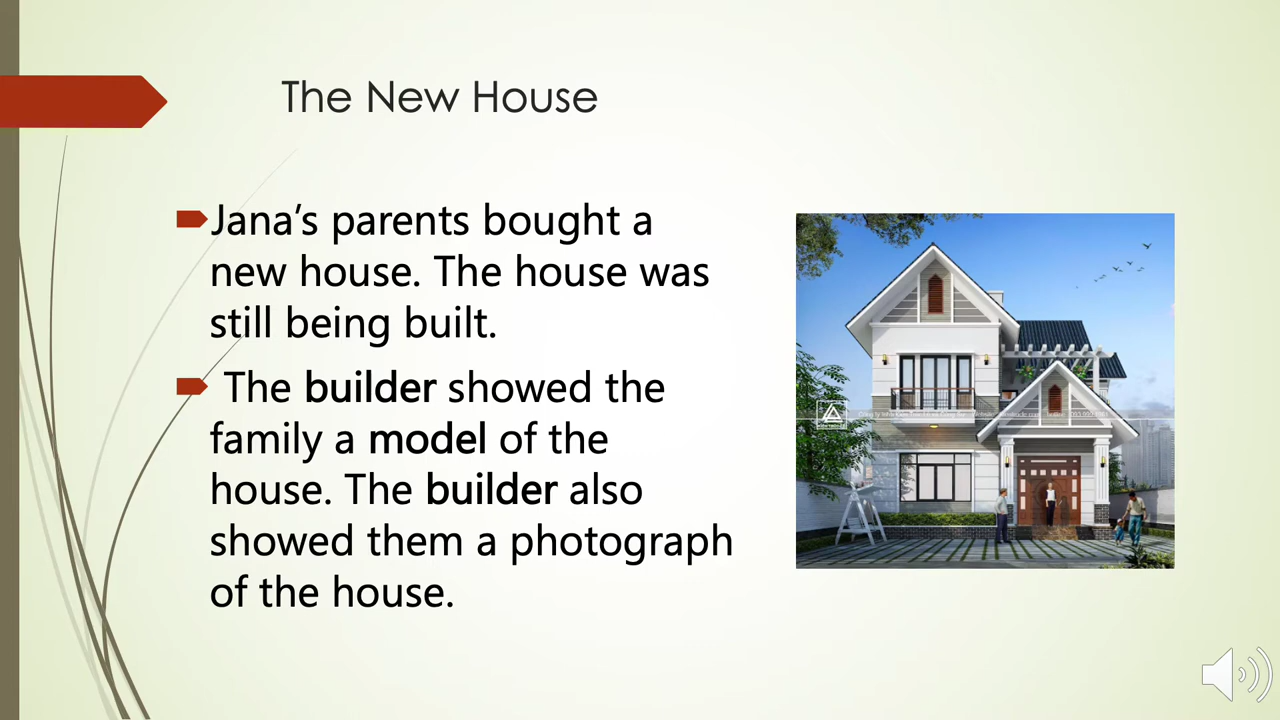 The New House
Jana's parents bought a
new house. The house was
still being built.
The builder showed the
family a model of the
house. The builder also
showed them a photograph
of the house.